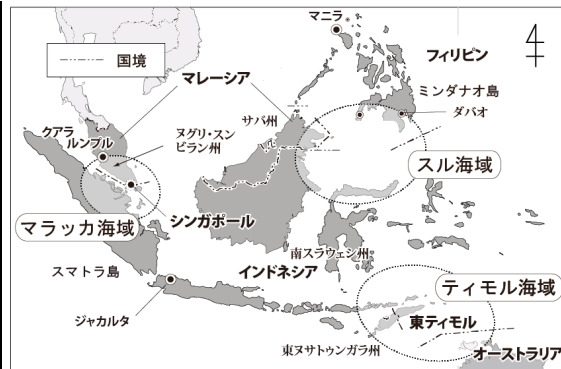 マニラ
フィリピン
国境
マレーシア
ミンダナオ島
サバ州
ダバオ
クアラ
ルンプル
ヌグリ・スン
ビラン州
スル海域
シンガポール
マラッカ海域
南スラウェシ州
スマトラ島
インドネシア
ティモル海域
ジャカルタ
東ティモル
東ヌサトゥンガラ州
オーストラリア